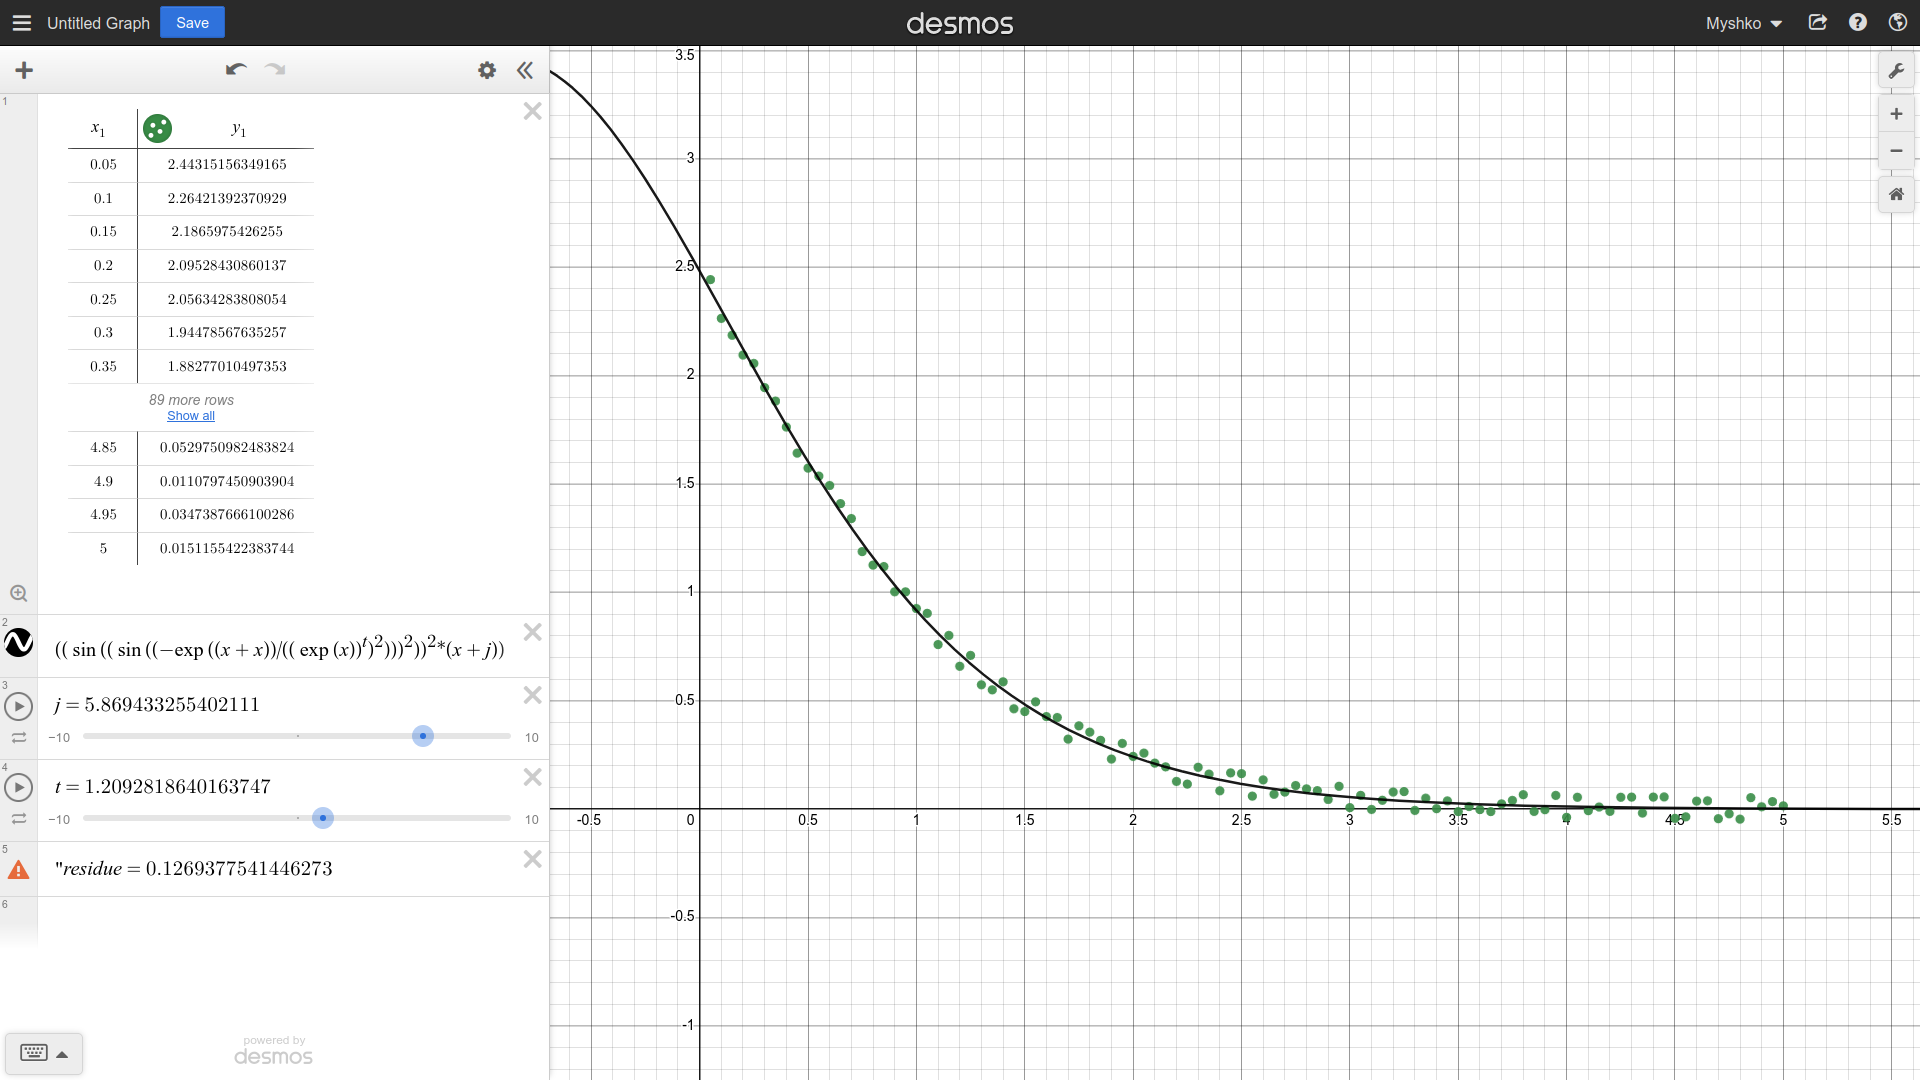 Untitled Graph Save desmos Myshko
1
x₁ y₁
0.05 2.44315156349165
0.1 2.26421392370929
0.15 2.1865975426255
0.2 2.09528430860137
0.25 2.05634283808054
0.3 1.94478567635257
0.35 1.88277010497353
89 more rows
Show all
4.85 0.0529750982483824
4.9 0.0110797450903904
4.95 0.0347387666100286
5 0.0151155422383744
2
(( sin (( sin ((−exp ((x + x))/(( exp (x))ᵗ)²)))²))²*(x + j))
3
j = 5.869433255402111
−10 10
4
t = 1.2092818640163747
−10 10
5
"residue = 0.1269377541446273
6
powered by
desmos
3.5
3
2.5
2
1.5
1
0.5
-0.5 0 0.5 1 1.5 2 2.5 3 3.5 4 4.5 5 5.5
-0.5
-1